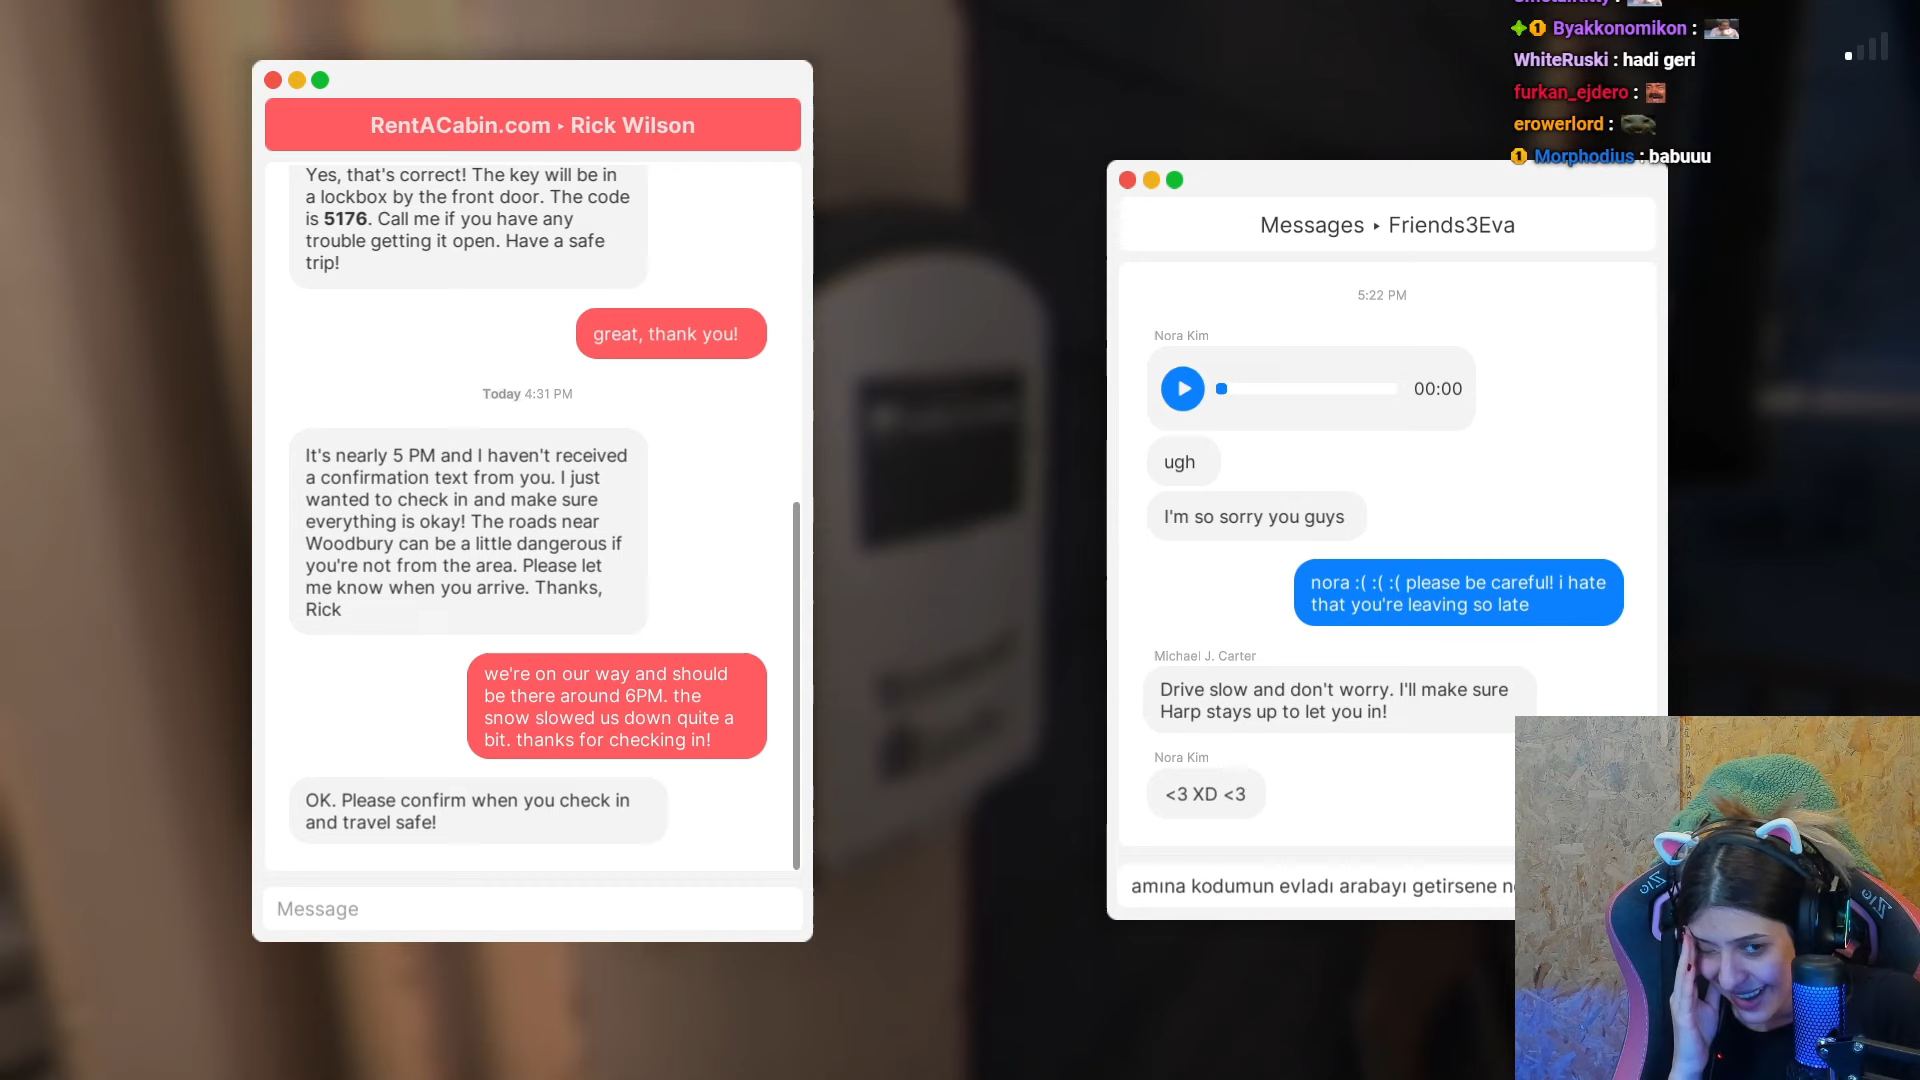 RentACabin.com ▸ Rick Wilson
Yes, that's correct! The key will be in
a lockbox by the front door. The code
is 5176. Call me if you have any
trouble getting it open. Have a safe
trip!
great, thank you!
Today 4:31 PM
It's nearly 5 PM and I haven't received
a confirmation text from you. I just
wanted to check in and make sure
everything is okay! The roads near
Woodbury can be a little dangerous if
you're not from the area. Please let
me know when you arrive. Thanks,
Rick
we're on our way and should
be there around 6PM. the
snow slowed us down quite a
bit. thanks for checking in!
OK. Please confirm when you check in
and travel safe!
Message
Byakkonomikon :
WhiteRuski : hadi geri
furkan_ejdero :
erowerlord :
Morphodius : babuuu
Messages ▸ Friends3Eva
5:22 PM
Nora Kim
00:00
ugh
I'm so sorry you guys
nora :( :( :( please be careful! i hate
that you're leaving so late
Michael J. Carter
Drive slow and don't worry. I'll make sure
Harp stays up to let you in!
Nora Kim
<3 XD <3
amına kodumun evladı arabayı getirsene